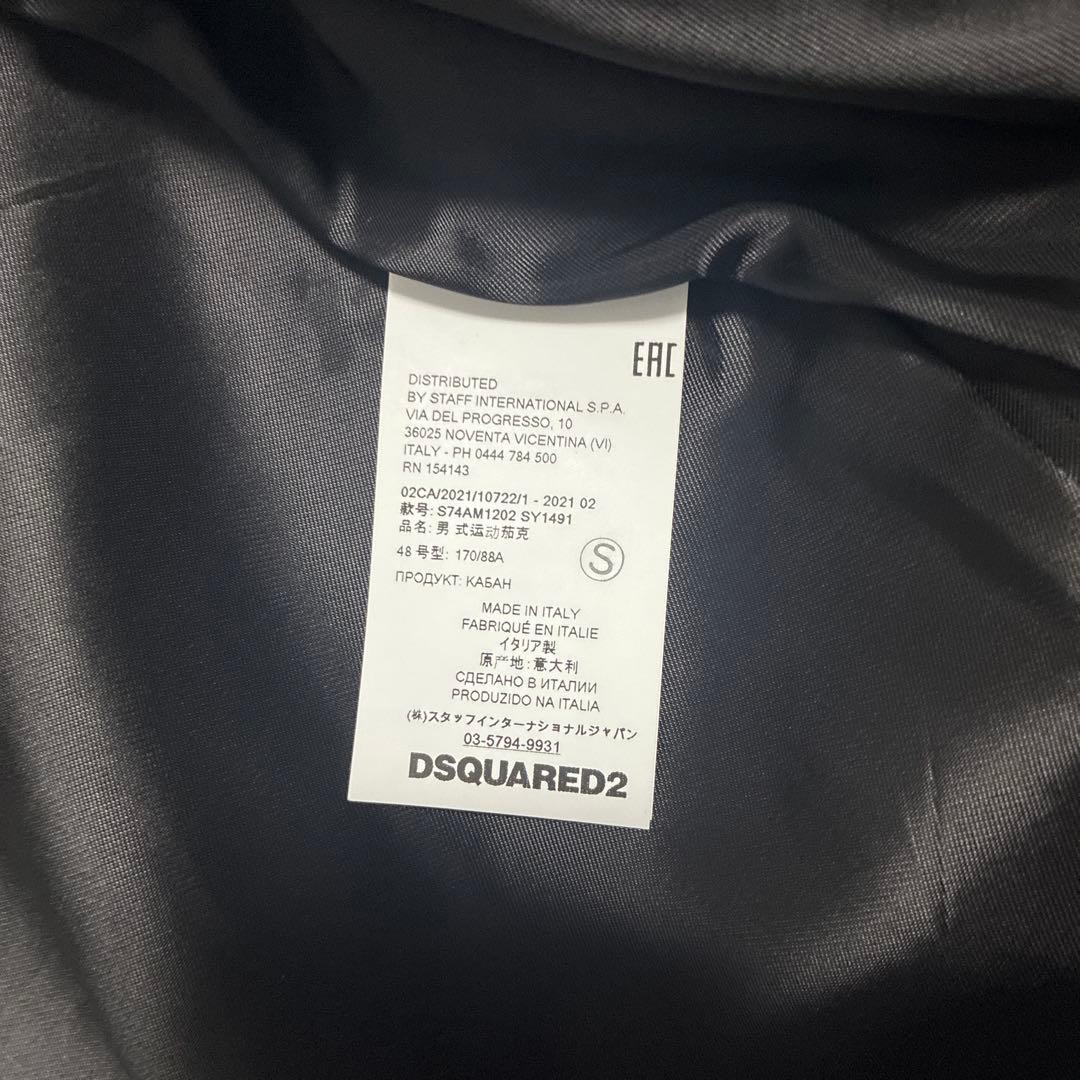 EAC
DISTRIBUTED
BY STAFF INTERNATIONAL S.P.A.
VIA DEL PROGRESSO, 10
36025 NOVENTA VICENTINA (VI)
ITALY - PH 0444 784 500
RN 154143
02CA/2021/10722/1 - 2021 02
款号: S74AM1202 SY1491
品名: 男 式运动茄克
48 号型: 170/88A
S
ПРОДУКТ: КАБАН
MADE IN ITALY
FABRIQUÉ EN ITALIE
イタリア製
原产地: 意大利
СДЕЛАНО В ИТАЛИИ
PRODUZIDO NA ITALIA
(株)スタッフインターナショナルジャパン
03-5794-9931
DSQUARED2